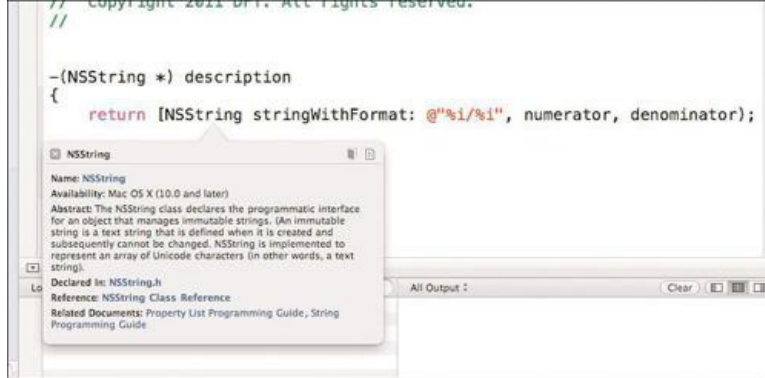 // Copyright 2011 DPT. All rights reserved.
//
-(NSString *) description
{
return [NSString stringWithFormat: @"%i/%i", numerator, denominator);
NSString
Name: NSString
Availability: Mac OS X (10.0 and later)
Abstract: The NSString class declares the programmatic interface
for an object that manages immutable strings. (An immutable
string is a text string that is defined when it is created and
subsequently cannot be changed. NSString is implemented to
represent an array of Unicode characters (in other words, a text
string).
Declared In: NSString.h
Reference: NSString Class Reference
Related Documents: Property List Programming Guide, String
Programming Guide
Lo
All Output
Clear